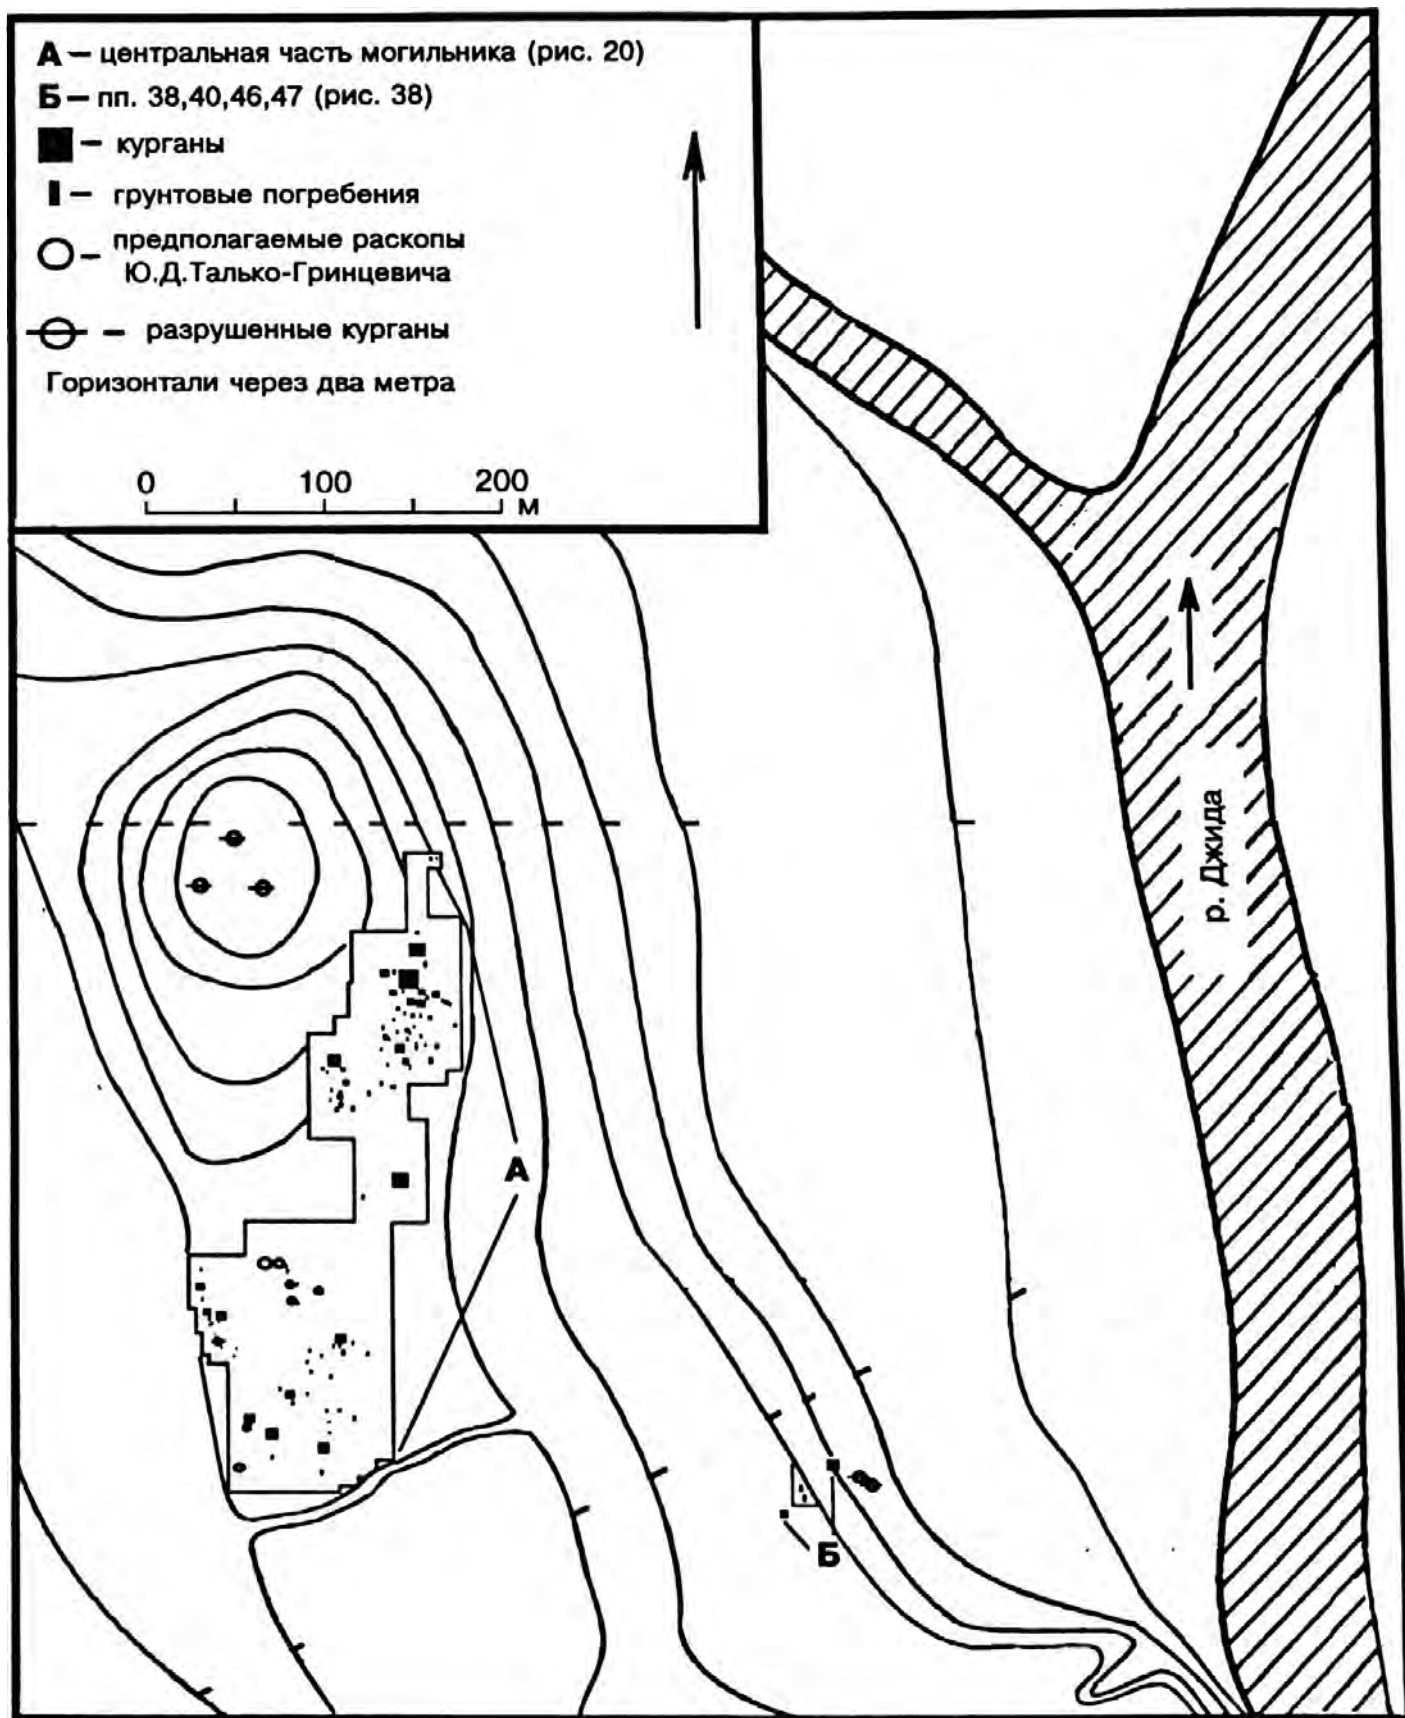 А – центральная часть могильника (рис. 20)
Б – пп. 38,40,46,47 (рис. 38)
– курганы
– грунтовые погребения
– предполагаемые раскопы
Ю.Д.Талько-Гринцевича
– разрушенные курганы
Горизонтали через два метра
0 100 200
м
р. Джида
А
Б